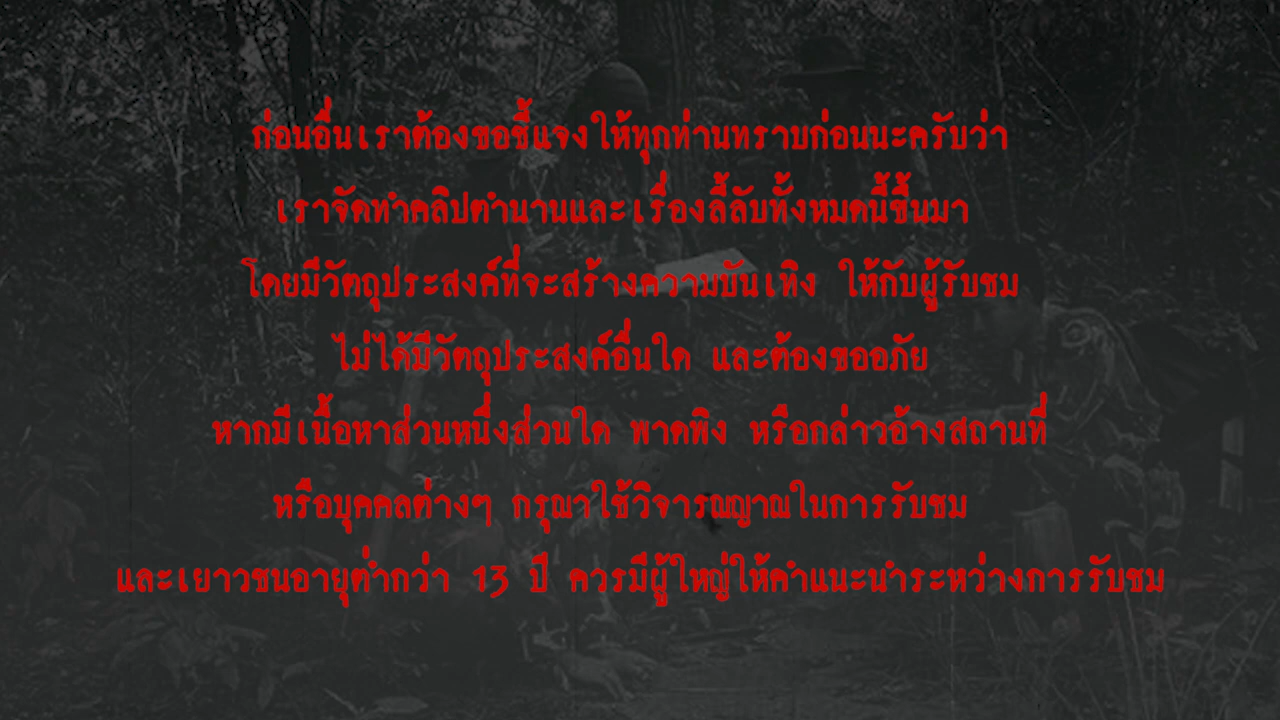 ก่อนอื่นเราต้องขอชี้แจงให้ทุกท่านทราบก่อนนะครับว่า
เราจัดทำคลิปตำนานและเรื่องลี้ลับทั้งหมดนี้ขึ้นมา
โดยมีวัตถุประสงค์ที่จะสร้างความบันเทิง ให้กับผู้รับชม
ไม่ได้มีวัตถุประสงค์อื่นใด และต้องขออภัย
หากมีเนื้อหาส่วนหนึ่งส่วนใด พาดพิง หรือกล่าวอ้างสถานที่
หรือบุคคลต่างๆ กรุณาใช้วิจารณญาณในการรับชม
และเยาวชนอายุต่ำกว่า 13 ปี ควรมีผู้ใหญ่ให้คำแนะนำระหว่างการรับชม